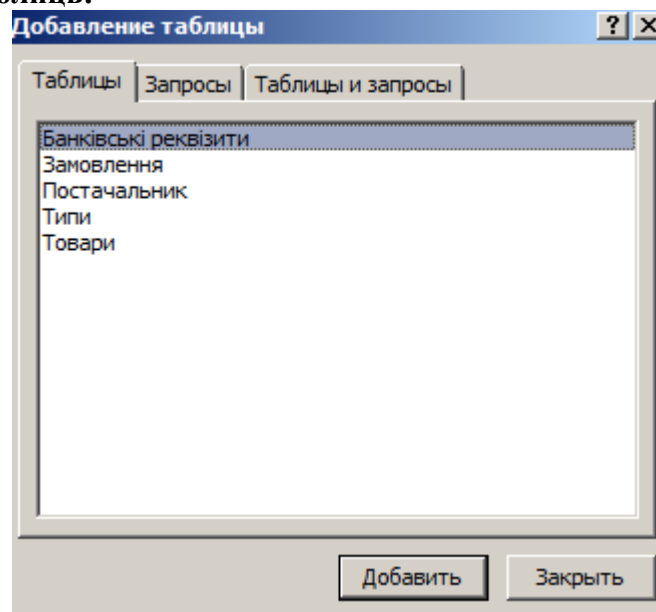 Добавление таблицы
Таблицы Запросы Таблицы и запросы
Банківські реквізити
Замовлення
Постачальник
Типи
Товари
Добавить Закрыть